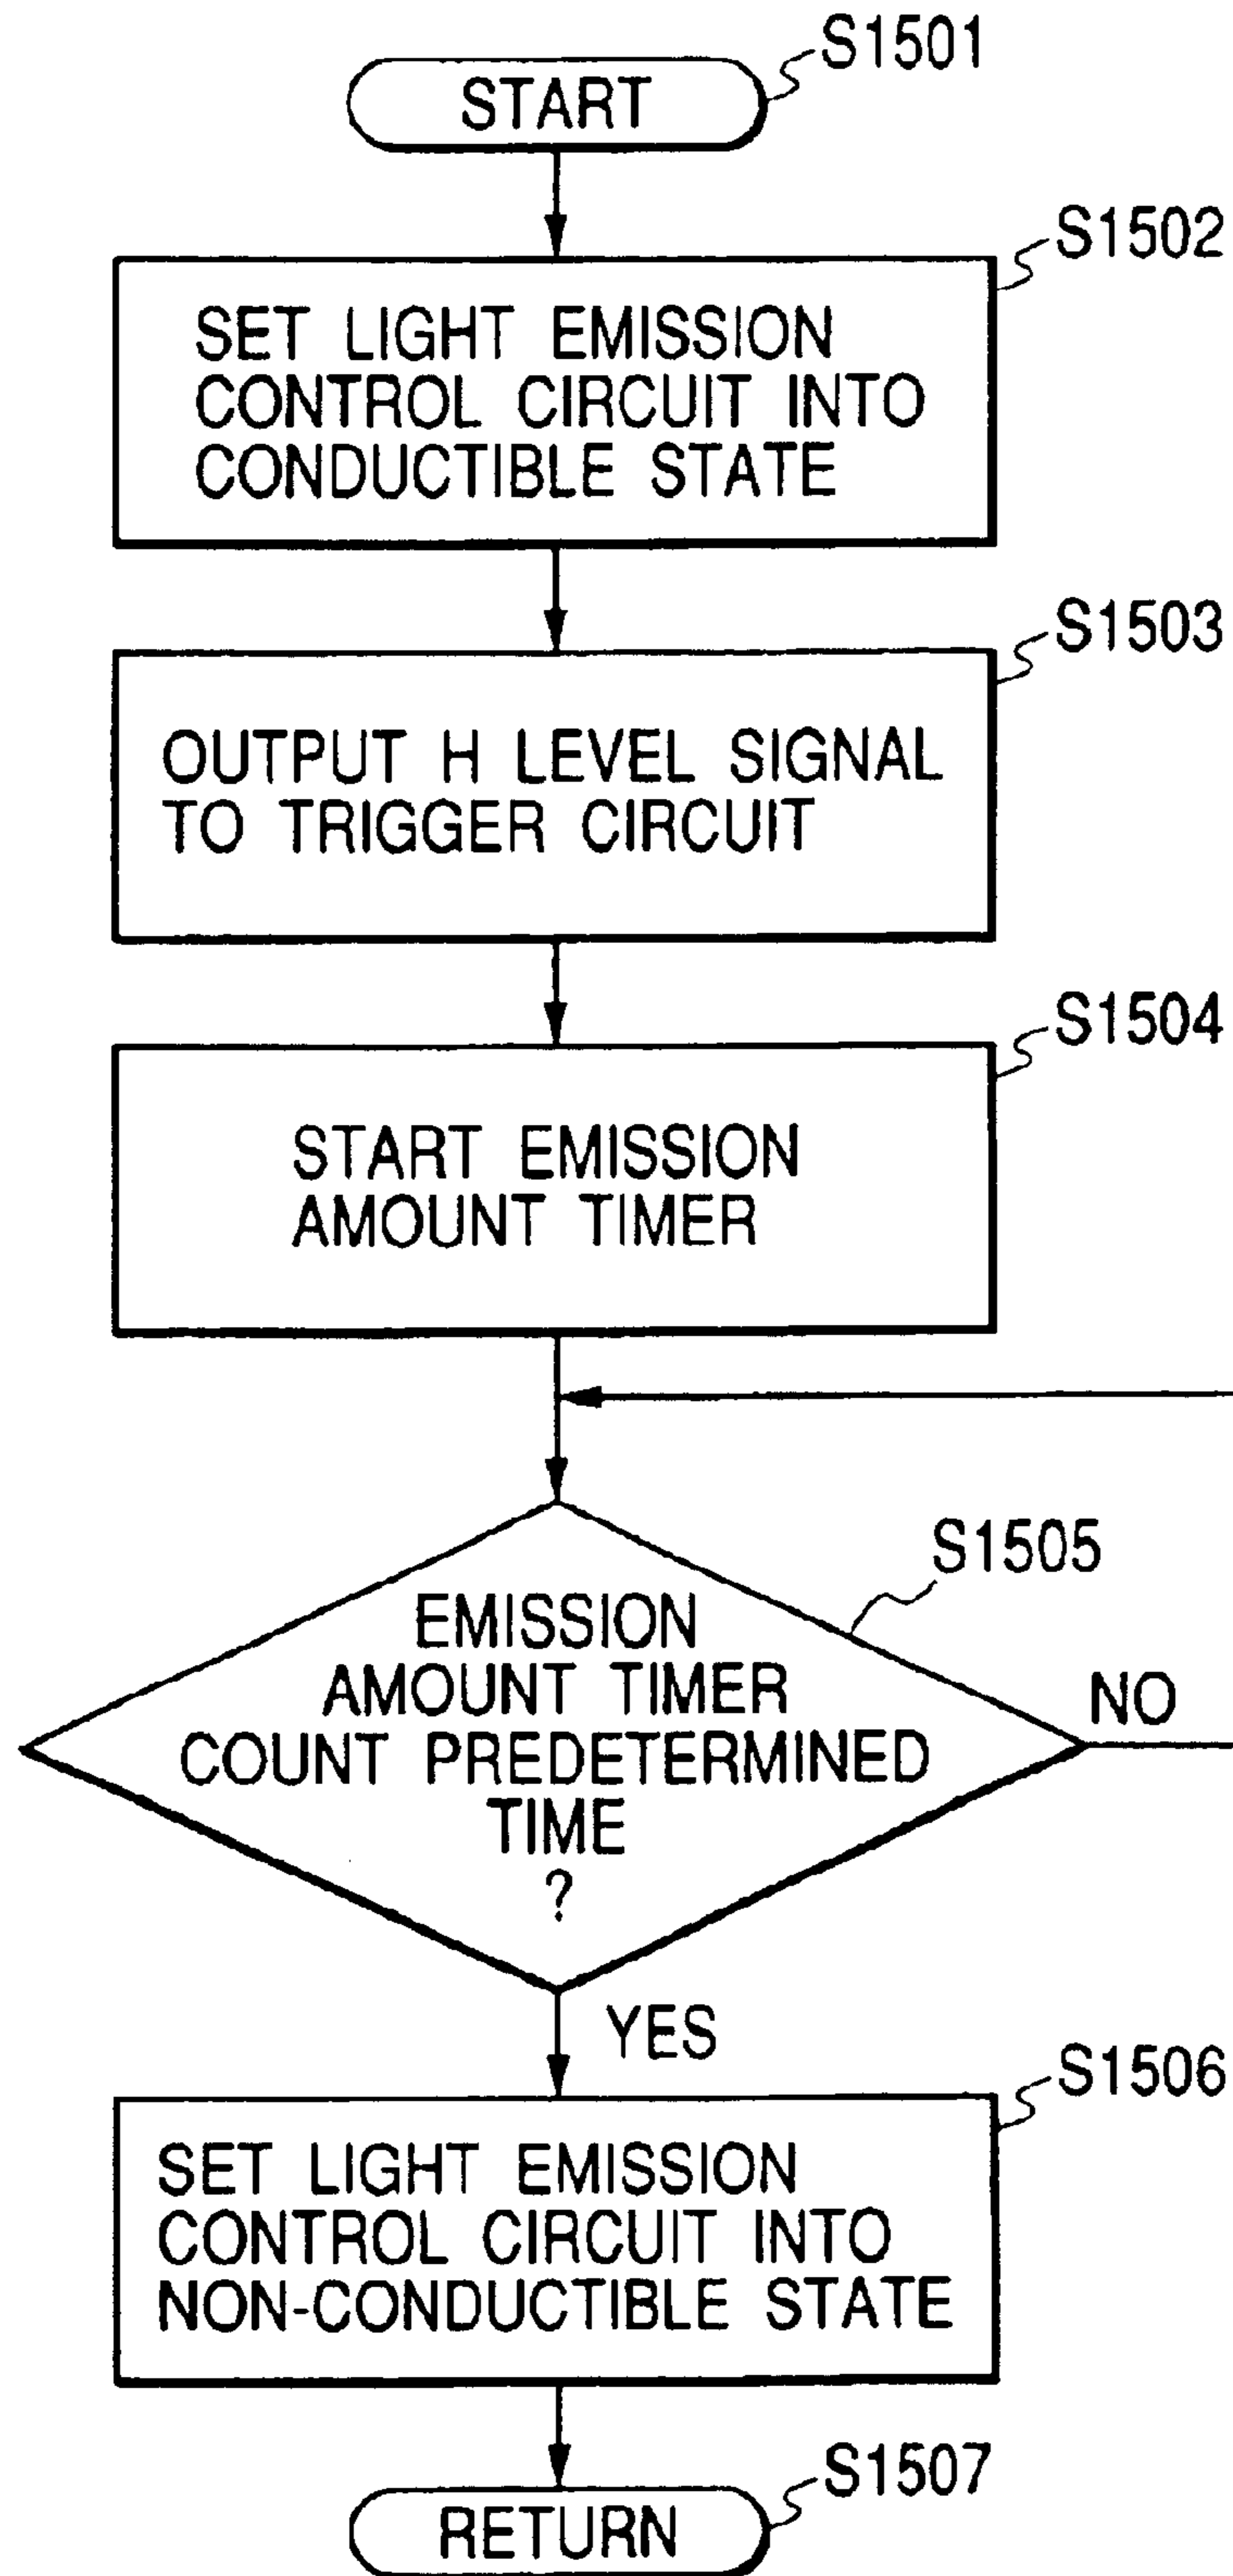 S1501
START
S1502
SET LIGHT EMISSION
CONTROL CIRCUIT INTO
CONDUCTIBLE STATE
S1503
OUTPUT H LEVEL SIGNAL
TO TRIGGER CIRCUIT
S1504
START EMISSION
AMOUNT TIMER
S1505
EMISSION
AMOUNT TIMER
COUNT PREDETERMINED
TIME
?
NO
YES
S1506
SET LIGHT EMISSION
CONTROL CIRCUIT INTO
NON-CONDUCTIBLE STATE
S1507
RETURN